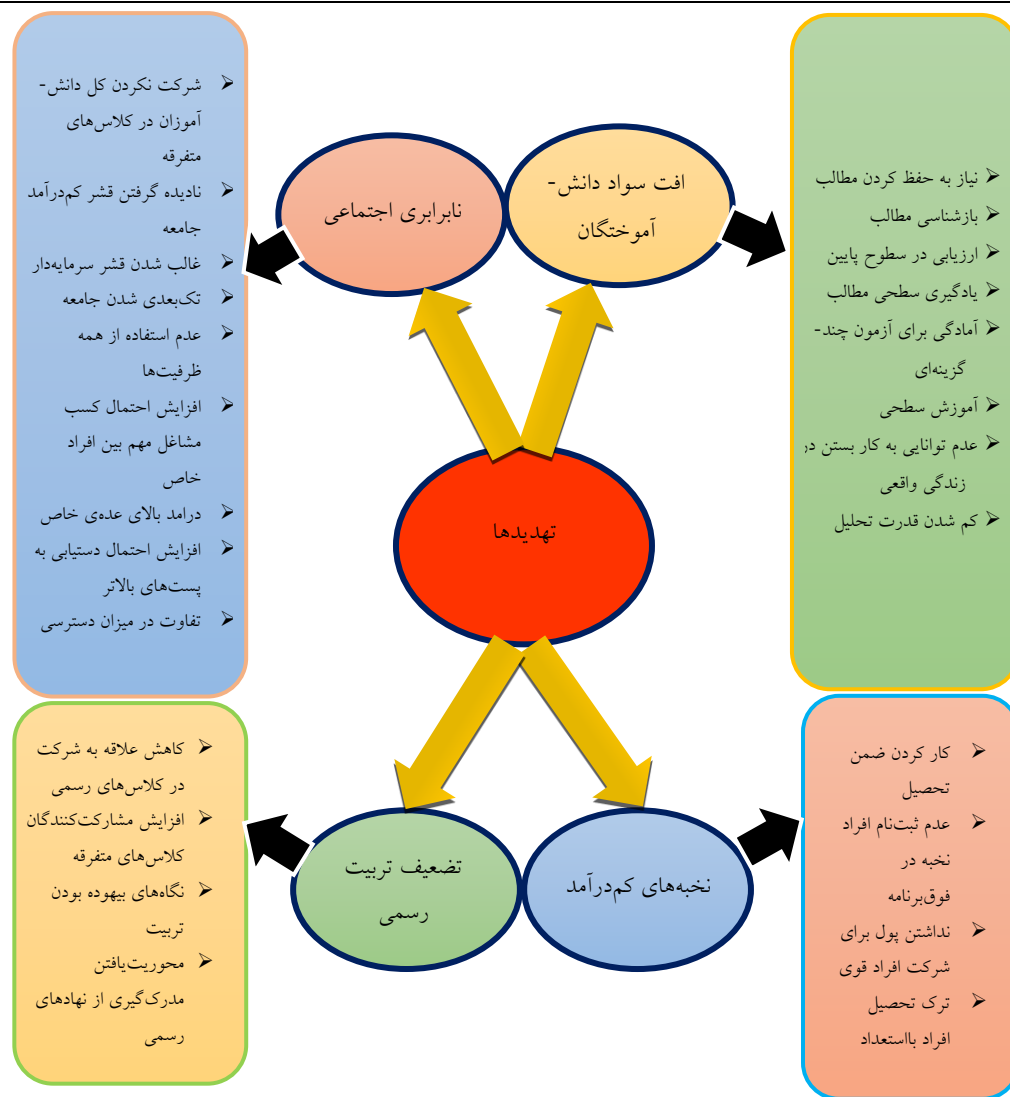 تهدیدها
افت سواد دانش-
آموختگان
نیاز به حفظ کردن مطالب
بازشناسی مطالب
ارزیابی در سطوح پایین
یادگیری سطحی مطالب
آمادگی برای آزمون چند-
گزینه‌ای
آموزش سطحی
عدم توانایی به کار بستن در
زندگی واقعی
کم شدن قدرت تحلیل
نابرابری اجتماعی
شرکت نکردن کل دانش-
آموزان در کلاس‌های
متفرقه
نادیده گرفتن قشر کم‌درآمد
جامعه
غالب شدن قشر سرمایه‌دار
تک‌بعدی شدن جامعه
عدم استفاده از همه
ظرفیت‌ها
افزایش احتمال کسب
مشاغل مهم بین افراد
خاص
درامد بالای عده‌ی خاص
افزایش احتمال دستیابی به
پست‌های بالاتر
تفاوت در میزان دسترسی
نخبه‌های کم‌درآمد
کار کردن ضمن
تحصیل
عدم ثبت‌نام افراد
نخبه در
فوق‌برنامه
نداشتن پول برای
شرکت افراد قوی
ترک تحصیل
افراد بااستعداد
تضعیف تربیت
رسمی
کاهش علاقه به شرکت
در کلاس‌های رسمی
افزایش مشارکت‌کنندگان
کلاس‌های متفرقه
نگاه‌های بیهوده بودن
تربیت
محوریت‌یافتن
مدرک‌گیری از نهادهای
رسمی